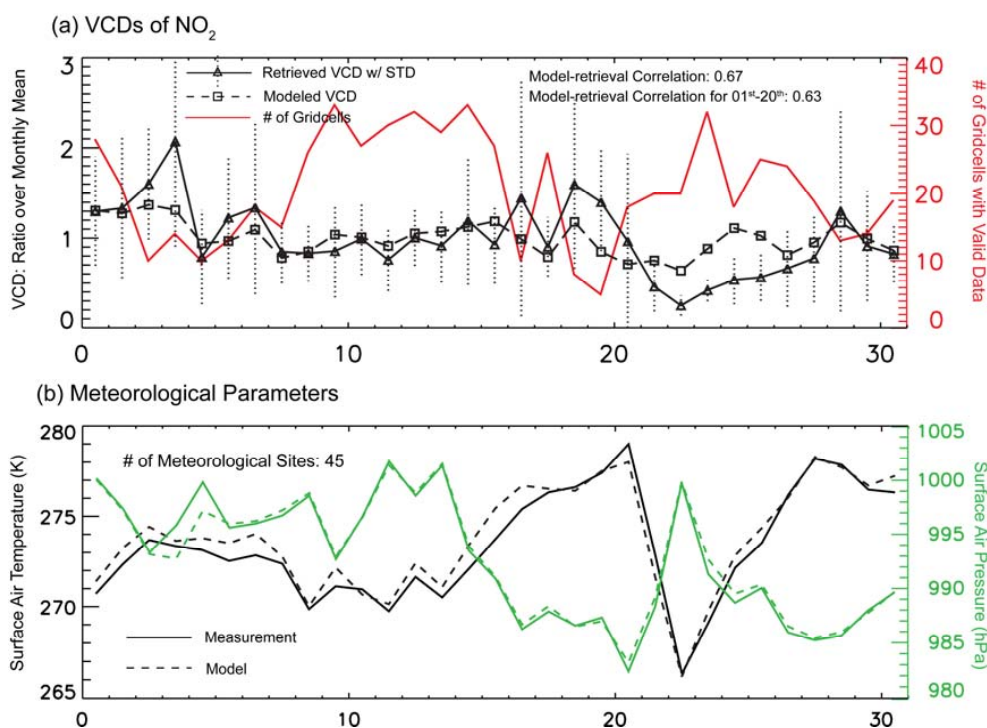 (a) VCDs of NO2
VCD: Ratio over Monthly Mean
3
2
1
0
Retrieved VCD w/ STD
Modeled VCD
# of Gridcells
Model-retrieval Correlation: 0.67
Model-retrieval Correlation for 01st-20th: 0.63
40
30
20
10
0
# of Gridcells with Valid Data
0 10 20 30
(b) Meteorological Parameters
Surface Air Temperature (K)
280
275
270
265
# of Meteorological Sites: 45
Measurement
Model
1005
1000
995
990
985
980
Surface Air Pressure (hPa)
0 10 20 30